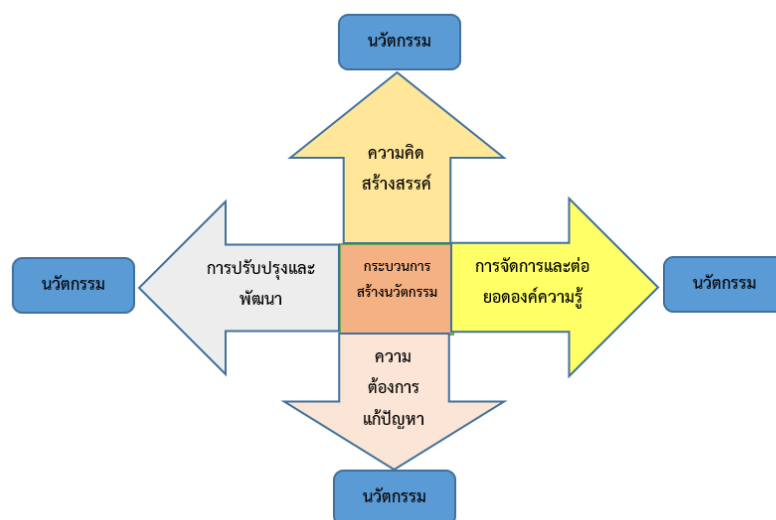 นวัตกรรม
ความคิด
สร้างสรรค์
นวัตกรรม
การปรับปรุงและ
พัฒนา
กระบวนการ
สร้างนวัตกรรม
การจัดการและต่อ
ยอดองค์ความรู้
นวัตกรรม
ความ
ต้องการ
แก้ปัญหา
นวัตกรรม